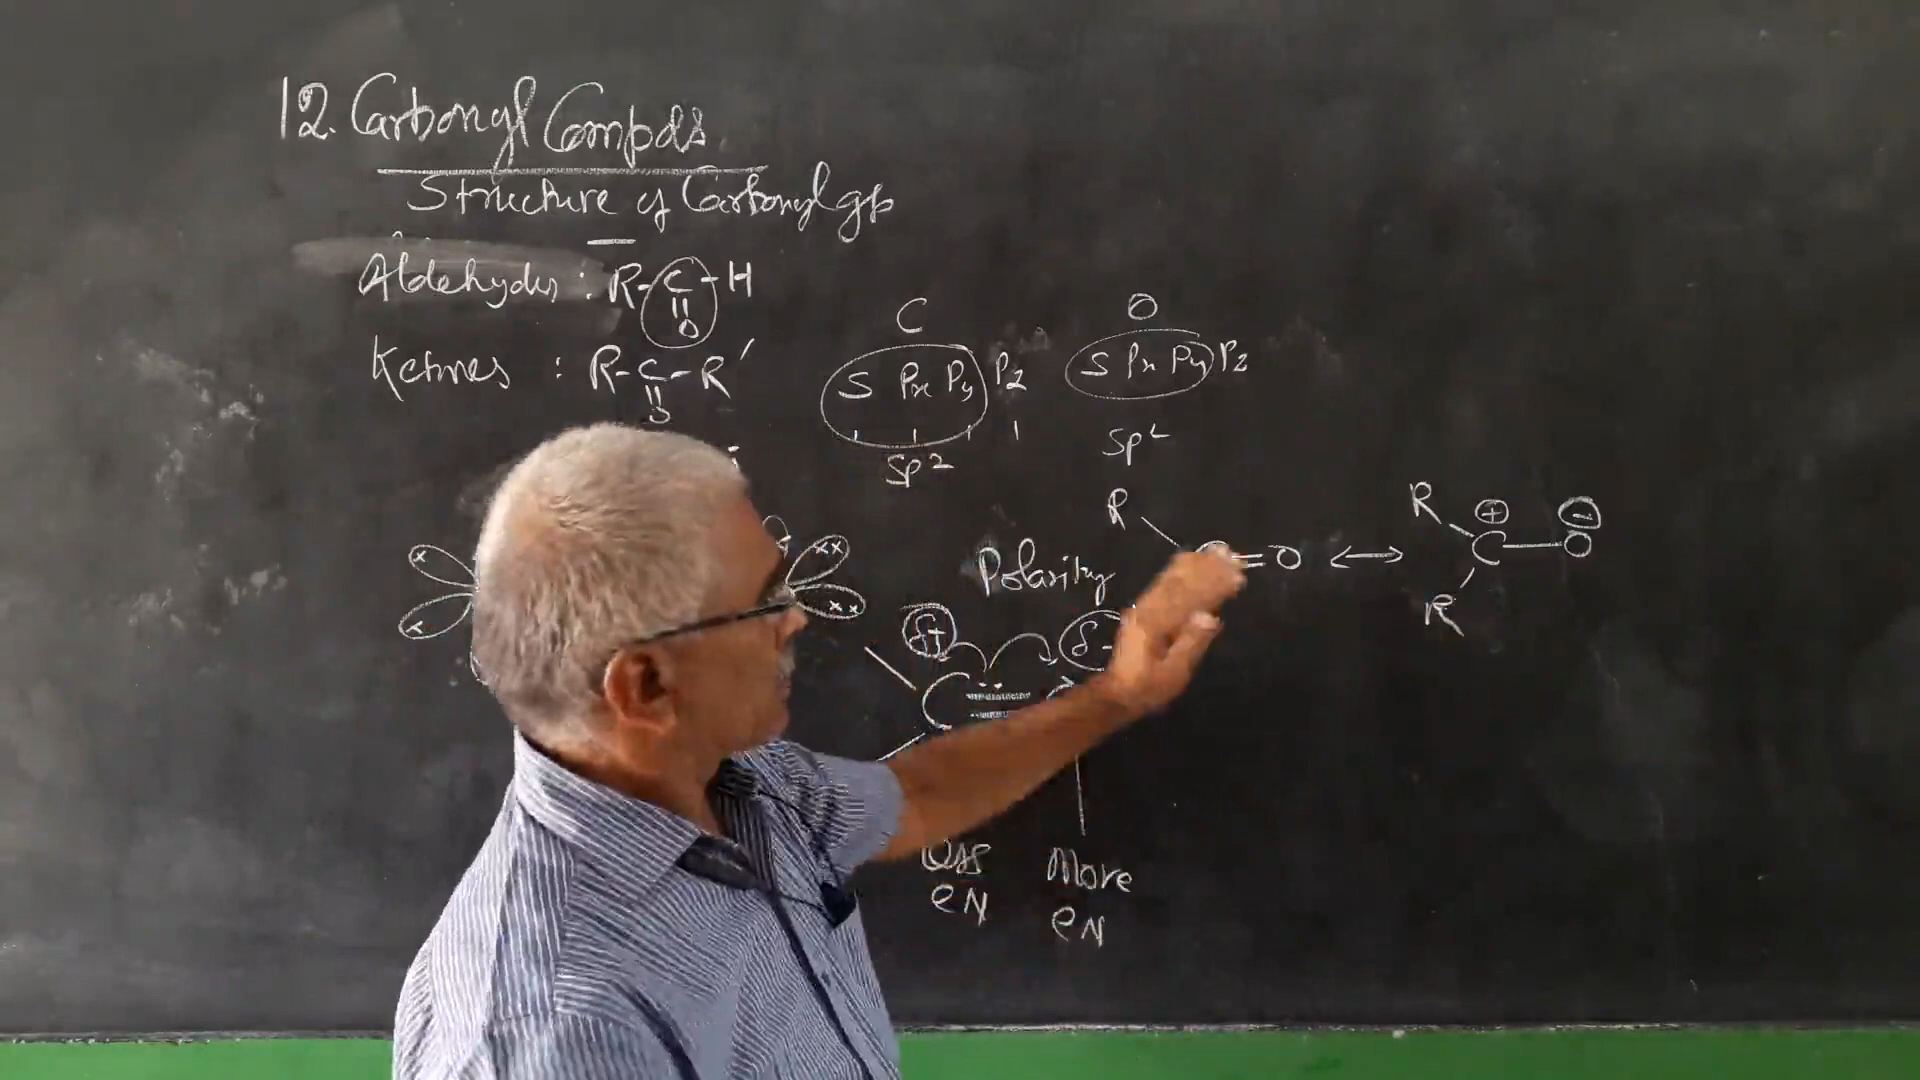 12. Carbonyl Compds.
Structure of Carbonyl gp
Aldehydes : R-C-H
O
Ketones : R-C-R'
O
C
S Px Py Pz
Sp2
O
S Px Py Pz
Sp2
Polarity
R
C=O ↔
R
⊕ ⊖
C—O
R
δ+ δ-
C
Less
EN
More
EN